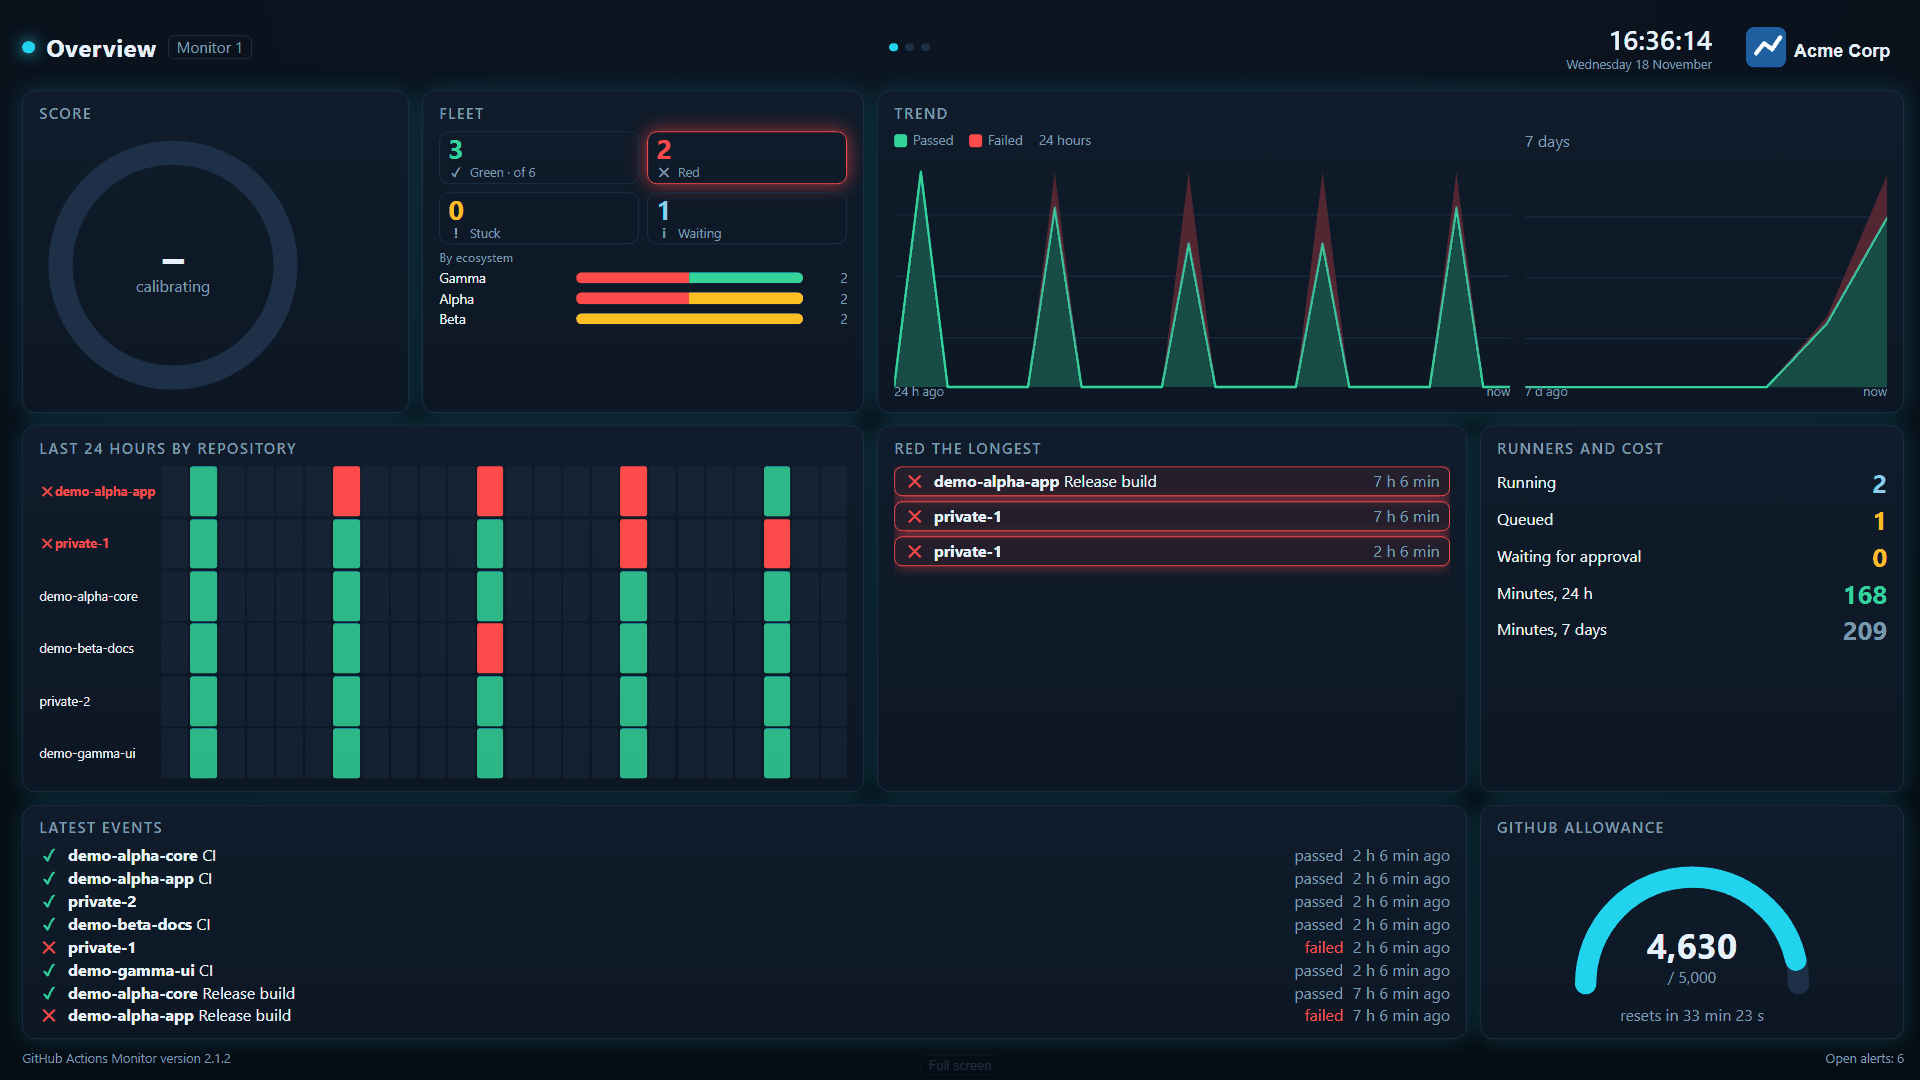 Overview
Monitor 1
16:36:14
Wednesday 18 November
Acme Corp
SCORE
–
calibrating
FLEET
3
✓ Green · of 6
2
✕ Red
0
! Stuck
1
i Waiting
By ecosystem
Gamma 2
Alpha 2
Beta 2
TREND
Passed Failed 24 hours
24 h ago now
7 days
7 d ago now
LAST 24 HOURS BY REPOSITORY
✕ demo-alpha-app
✕ private-1
demo-alpha-core
demo-beta-docs
private-2
demo-gamma-ui
RED THE LONGEST
✕ demo-alpha-app Release build 7 h 6 min
✕ private-1 7 h 6 min
✕ private-1 2 h 6 min
RUNNERS AND COST
Running 2
Queued 1
Waiting for approval 0
Minutes, 24 h 168
Minutes, 7 days 209
LATEST EVENTS
✓ demo-alpha-core CI passed 2 h 6 min ago
✓ demo-alpha-app CI passed 2 h 6 min ago
✓ private-2 passed 2 h 6 min ago
✓ demo-beta-docs CI passed 2 h 6 min ago
✕ private-1 failed 2 h 6 min ago
✓ demo-gamma-ui CI passed 2 h 6 min ago
✓ demo-alpha-core Release build passed 7 h 6 min ago
✕ demo-alpha-app Release build failed 7 h 6 min ago
GITHUB ALLOWANCE
4,630
/ 5,000
resets in 33 min 23 s
GitHub Actions Monitor version 2.1.2
Full screen
Open alerts: 6